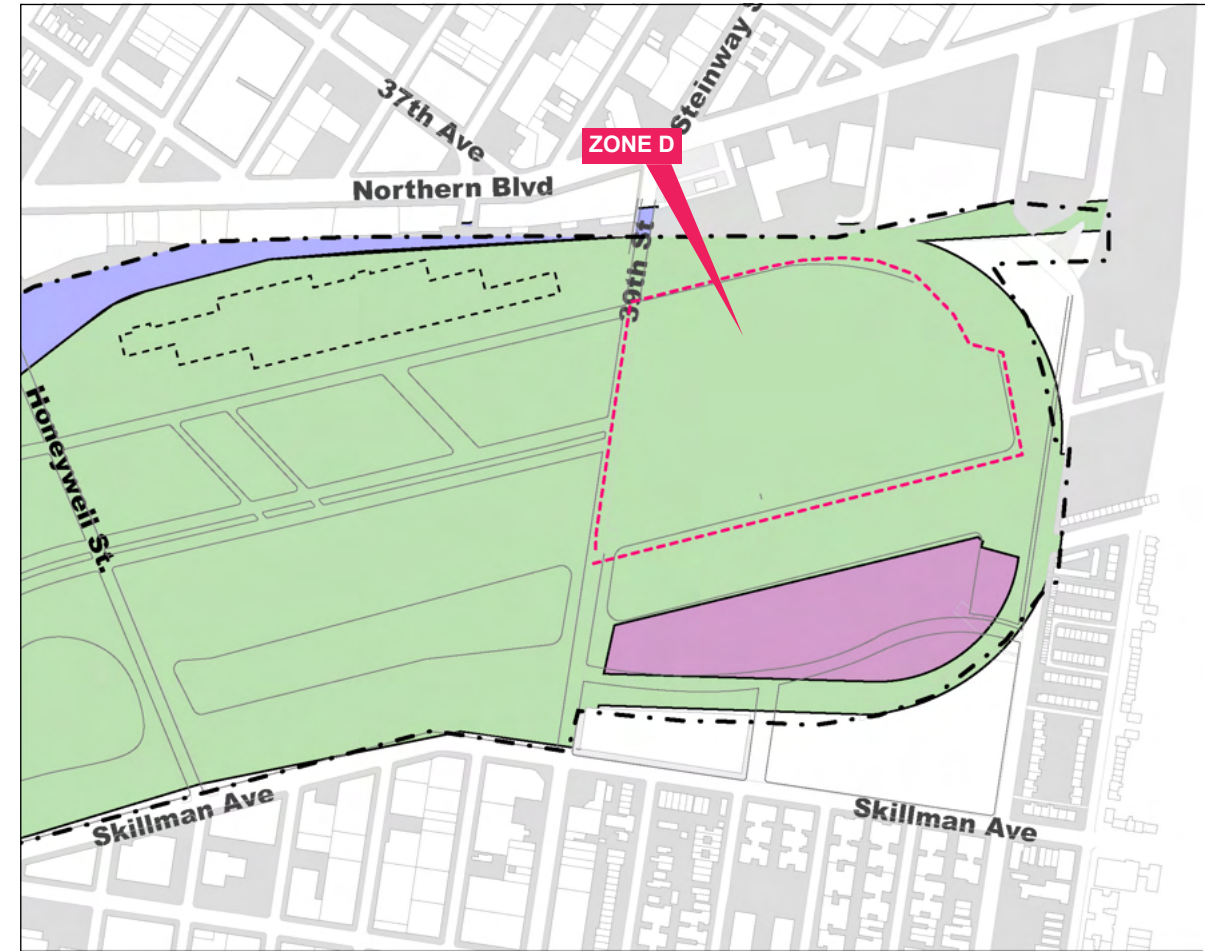 Steinway
37th Ave
ZONE D
Northern Blvd
39th St
Honeywell St.
Skillman Ave
Skillman Ave